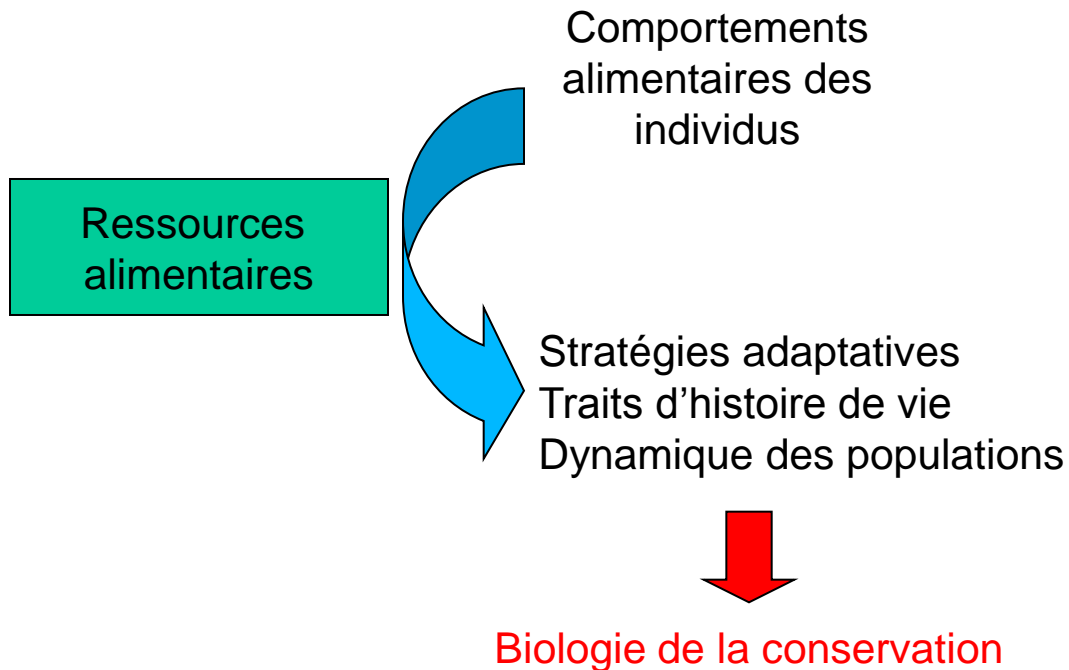 Comportements
alimentaires des
individus
Ressources
alimentaires
Stratégies adaptatives
Traits d'histoire de vie
Dynamique des populations
Biologie de la conservation